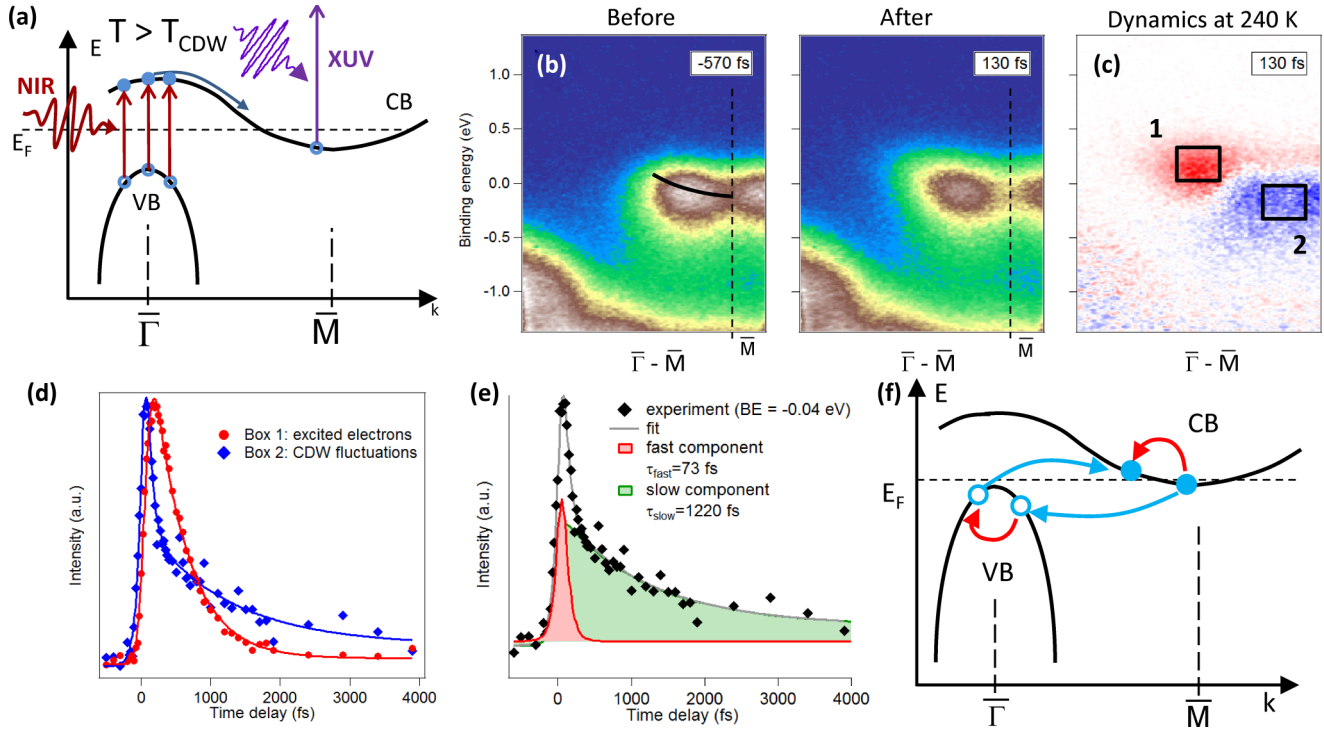 (a)
E
T > T_CDW
NIR
XUV
CB
E_F
VB
k
Γ̅
M̅
Before
After
Dynamics at 240 K
(b)
-570 fs
130 fs
(c)
130 fs
Binding energy (eV)
1.0
0.5
0.0
-0.5
-1.0
1
2
M̅
M̅
Γ̅ - M̅
Γ̅ - M̅
Γ̅ - M̅
(d)
Box 1: excited electrons
Box 2: CDW fluctuations
Intensity (a.u.)
0 1000 2000 3000 4000
Time delay (fs)
(e)
experiment (BE = -0.04 eV)
fit
fast component
τ_fast=73 fs
slow component
τ_slow=1220 fs
Intensity (a.u.)
0 1000 2000 3000 4000
Time delay (fs)
(f)
E
CB
E_F
VB
Γ̅
M̅
k